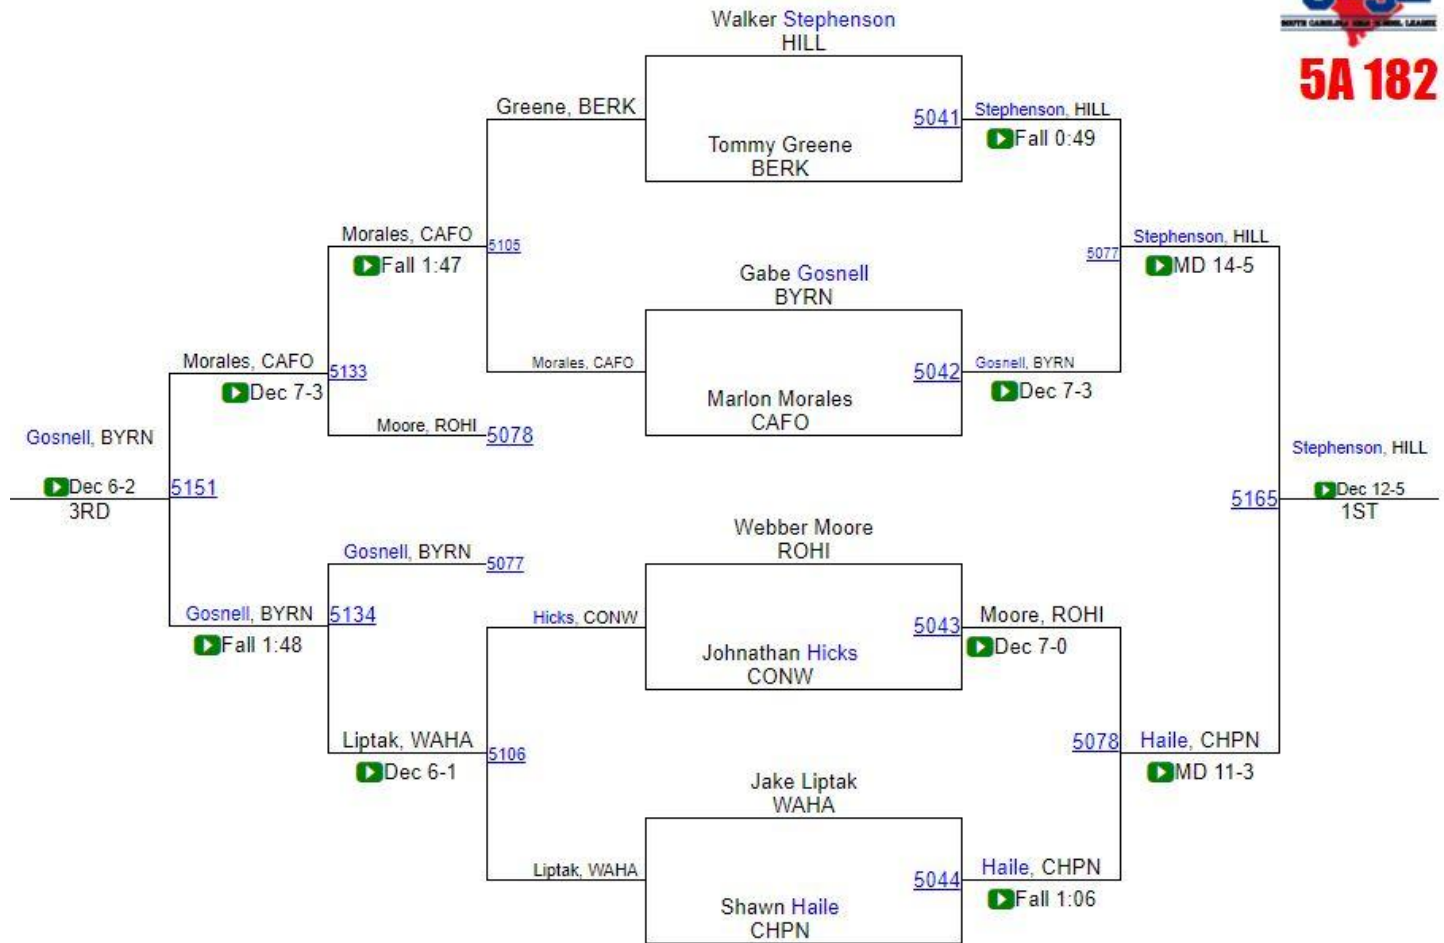 Walker Stephenson
HILL
SOUTH CAROLINA HIGH SCHOOL LEAGUE
5A 182
Greene, BERK
5041
Stephenson, HILL
Fall 0:49
Tommy Greene
BERK
Morales, CAFO
5105
Fall 1:47
Stephenson, HILL
5077
MD 14-5
Gabe Gosnell
BYRN
Morales, CAFO
5133
Dec 7-3
Morales, CAFO
5042
Gosnell, BYRN
Dec 7-3
Marlon Morales
CAFO
Moore, ROHI
5078
Gosnell, BYRN
Dec 6-2
5151
3RD
Stephenson, HILL
5165
Dec 12-5
1ST
Webber Moore
ROHI
Gosnell, BYRN
5077
Gosnell, BYRN
5134
Fall 1:48
Hicks, CONW
5043
Moore, ROHI
Dec 7-0
Johnathan Hicks
CONW
Liptak, WAHA
5106
Dec 6-1
5078
Haile, CHPN
MD 11-3
Jake Liptak
WAHA
Liptak, WAHA
5044
Haile, CHPN
Fall 1:06
Shawn Haile
CHPN